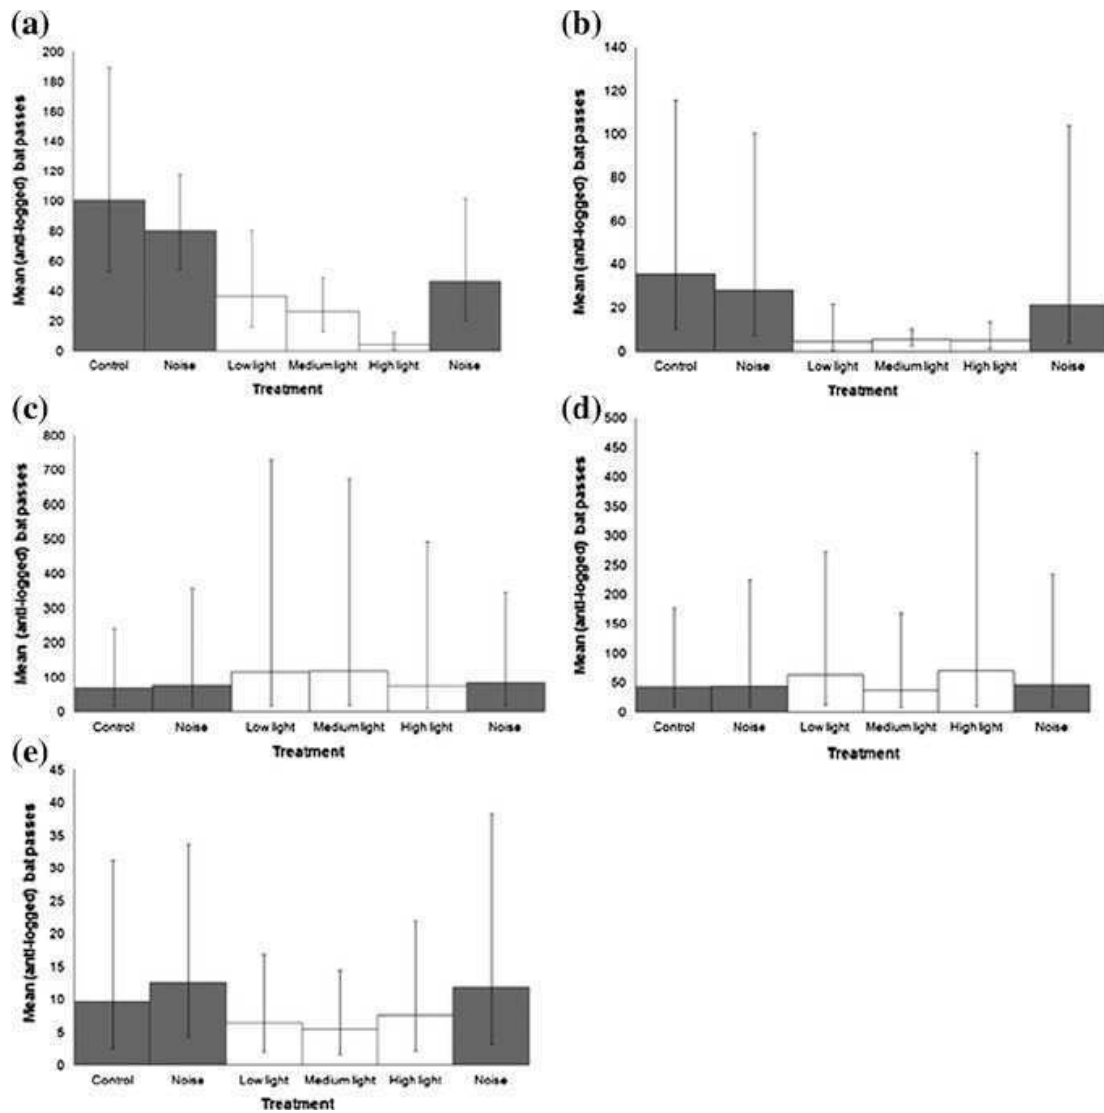 (a)
Mean (anti-logged) bat passes
200
180
160
140
120
100
80
60
40
20
0
Control Noise Low light Medium light High light Noise
Treatment
(b)
Mean (anti-logged) bat passes
140
120
100
80
60
40
20
0
Control Noise Low light Medium light High light Noise
Treatment
(c)
Mean (anti-logged) bat passes
800
700
600
500
400
300
200
100
0
Control Noise Low light Medium light High light Noise
Treatment
(d)
Mean (anti-logged) bat passes
500
450
400
350
300
250
200
150
100
50
0
Control Noise Low light Medium light High light Noise
Treatment
(e)
Mean (anti-logged) bat passes
45
40
35
30
25
20
15
10
5
0
Control Noise Low light Medium light High light Noise
Treatment